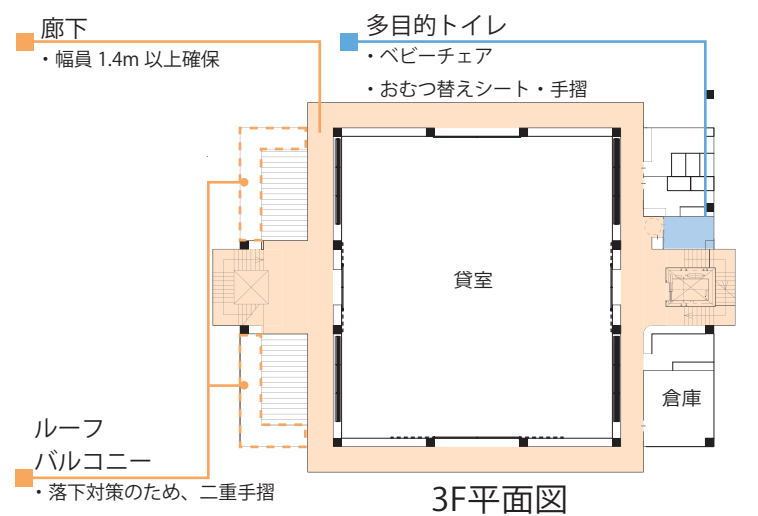 廊下
・幅員 1.4m 以上確保
多目的トイレ
・ベビーチェア
・おむつ替えシート・手摺
貸室
倉庫
ルーフ
バルコニー
・落下対策のため、二重手摺
3F平面図